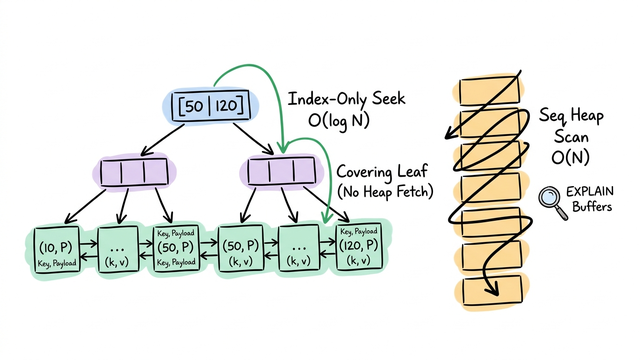 [50 | 120]
Index-Only Seek
O(log N)
Covering Leaf
(No Heap Fetch)
(10, P)
Key, Payload
...
(k, v)
Key, Payload
(50, P)
Key, Payload
(50, P)
(k, v)
...
(k, v)
Key, Payload
(120, P)
(k, v)
Seq Heap
Scan
O(N)
EXPLAIN
Buffers